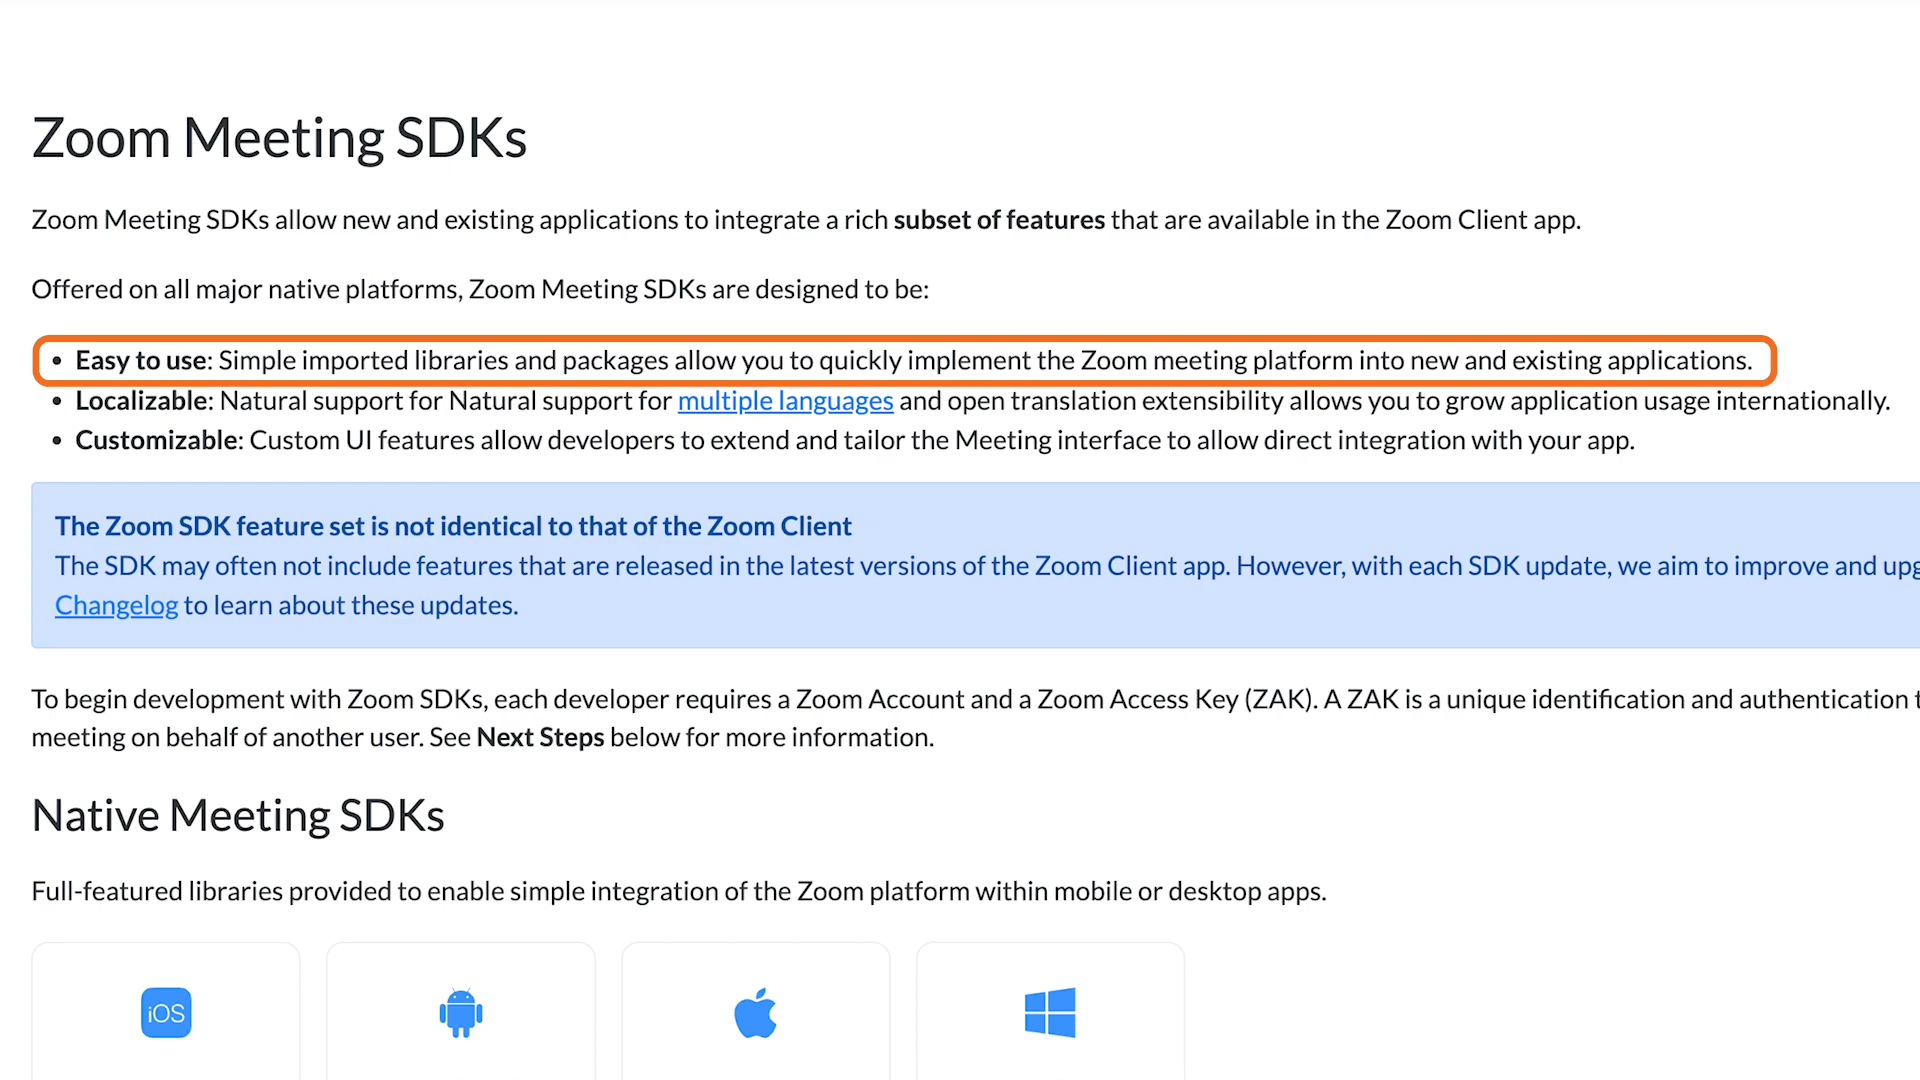 Zoom Meeting SDKs
Zoom Meeting SDKs allow new and existing applications to integrate a rich subset of features that are available in the Zoom Client app.
Offered on all major native platforms, Zoom Meeting SDKs are designed to be:
• Easy to use: Simple imported libraries and packages allow you to quickly implement the Zoom meeting platform into new and existing applications.
• Localizable: Natural support for Natural support for multiple languages and open translation extensibility allows you to grow application usage internationally.
• Customizable: Custom UI features allow developers to extend and tailor the Meeting interface to allow direct integration with your app.
The Zoom SDK feature set is not identical to that of the Zoom Client
The SDK may often not include features that are released in the latest versions of the Zoom Client app. However, with each SDK update, we aim to improve and
Changelog to learn about these updates.
To begin development with Zoom SDKs, each developer requires a Zoom Account and a Zoom Access Key (ZAK). A ZAK is a unique identification and authentication
meeting on behalf of another user. See Next Steps below for more information.
Native Meeting SDKs
Full-featured libraries provided to enable simple integration of the Zoom platform within mobile or desktop apps.
iOS